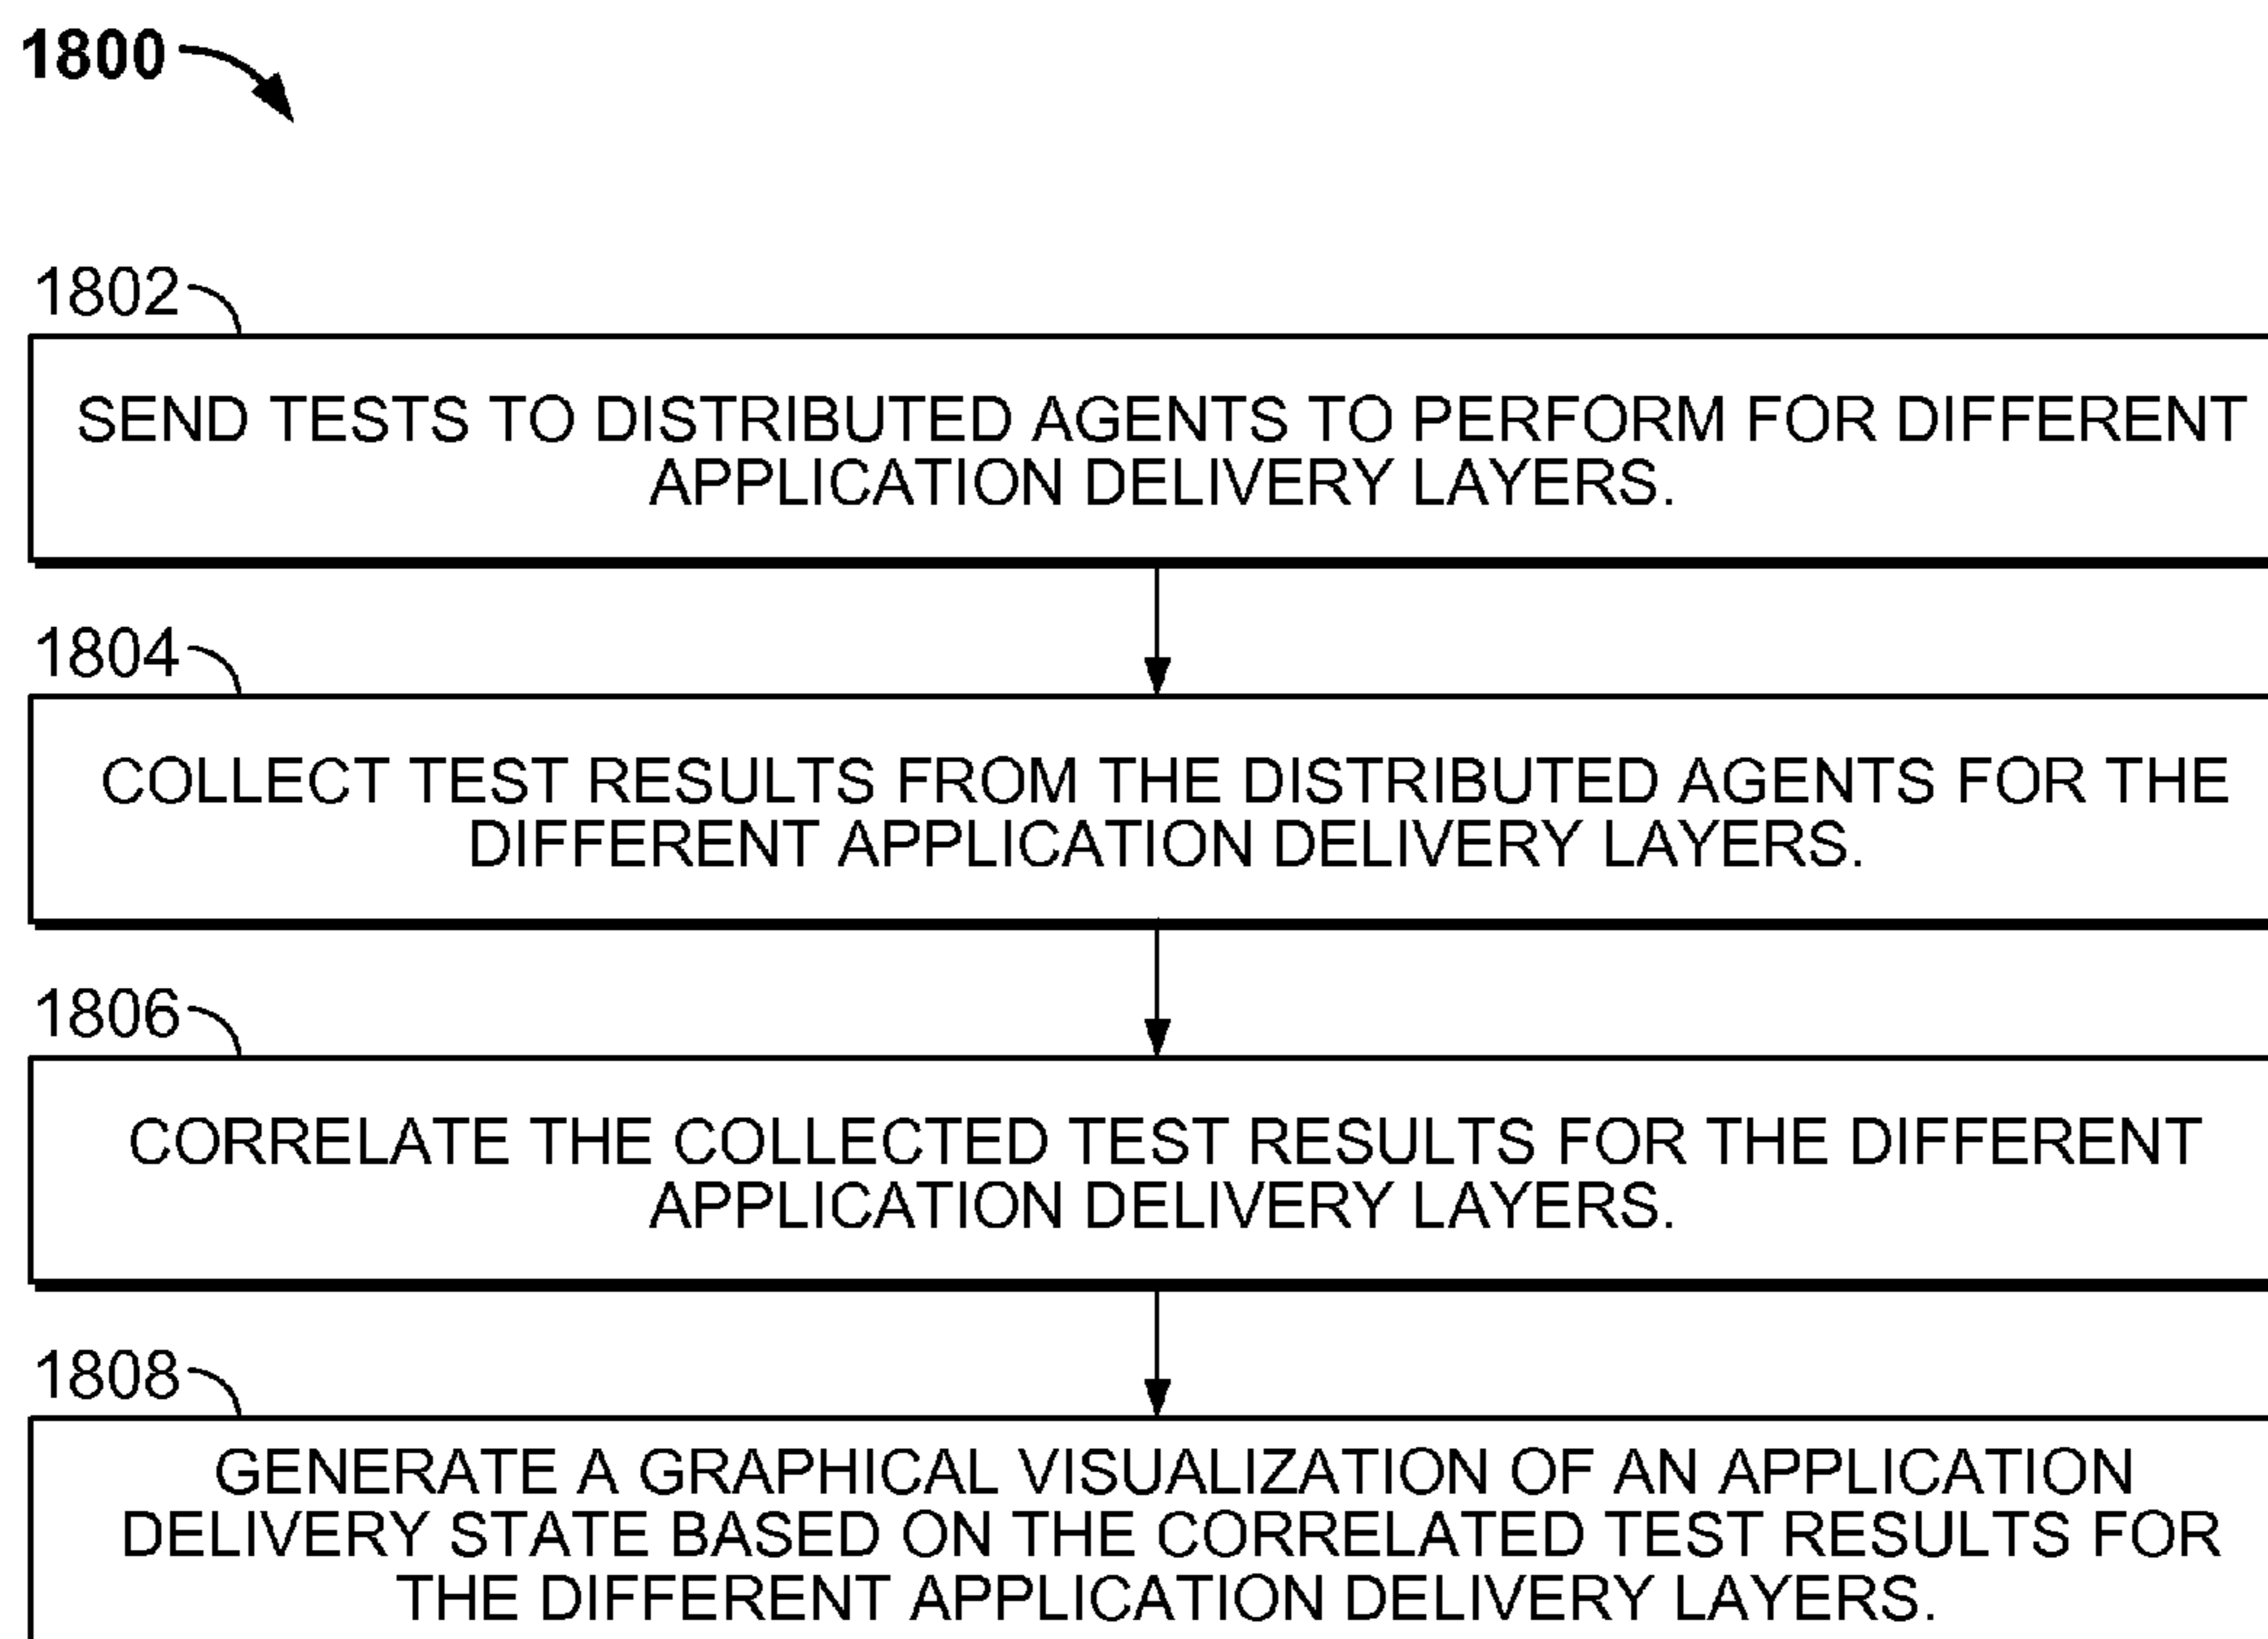 1800
1802
SEND TESTS TO DISTRIBUTED AGENTS TO PERFORM FOR DIFFERENT
APPLICATION DELIVERY LAYERS.
1804
COLLECT TEST RESULTS FROM THE DISTRIBUTED AGENTS FOR THE
DIFFERENT APPLICATION DELIVERY LAYERS.
1806
CORRELATE THE COLLECTED TEST RESULTS FOR THE DIFFERENT
APPLICATION DELIVERY LAYERS.
1808
GENERATE A GRAPHICAL VISUALIZATION OF AN APPLICATION
DELIVERY STATE BASED ON THE CORRELATED TEST RESULTS FOR
THE DIFFERENT APPLICATION DELIVERY LAYERS.